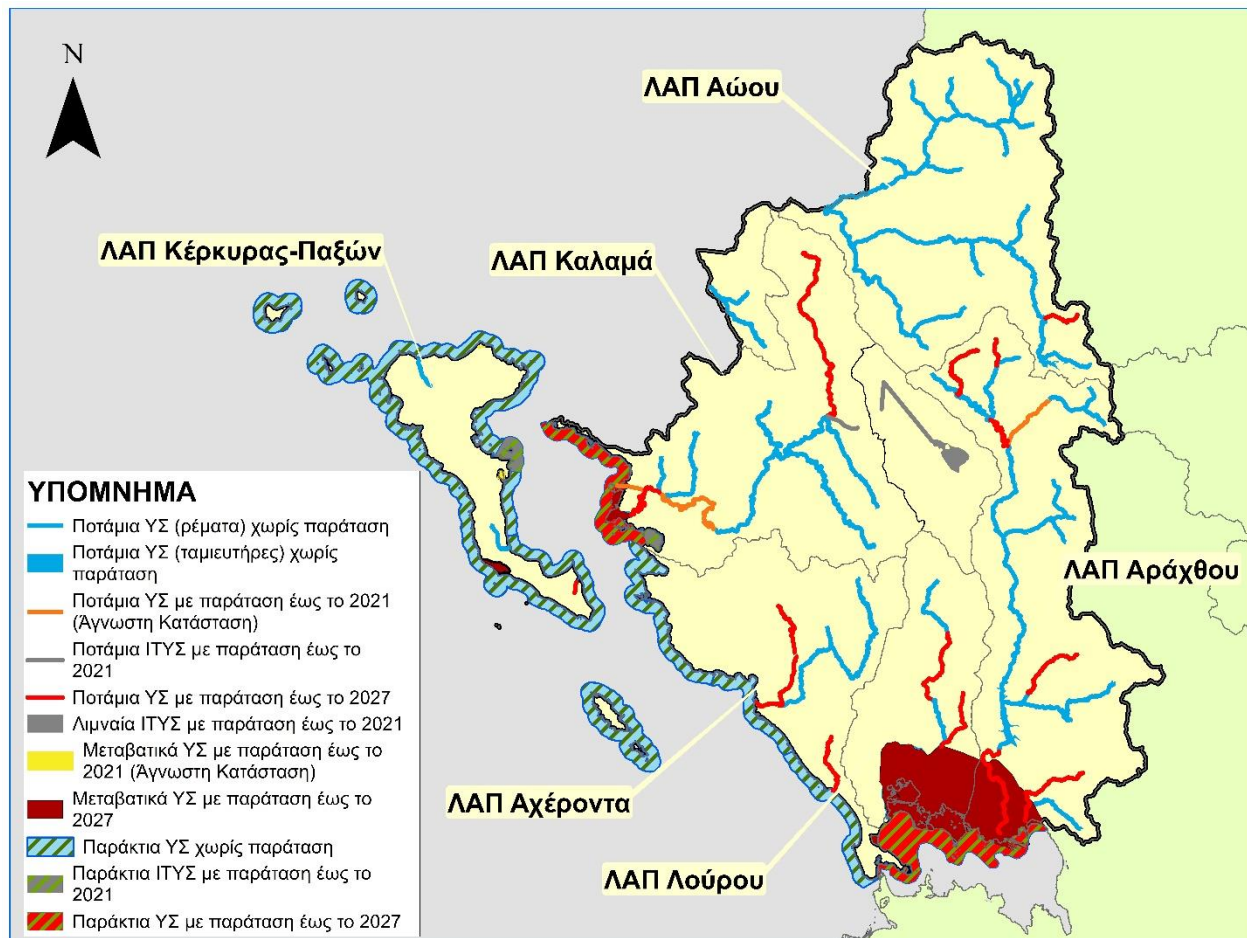 N
ΛΑΠ Αώου
ΛΑΠ Κέρκυρας-Παξών
ΛΑΠ Καλαμά
ΛΑΠ Αράχθου
ΛΑΠ Αχέροντα
ΛΑΠ Λούρου
ΥΠΟΜΝΗΜΑ
Ποτάμια ΥΣ (ρέματα) χωρίς παράταση
Ποτάμια ΥΣ (ταμιευτήρες) χωρίς
παράταση
Ποτάμια ΥΣ με παράταση έως το 2021
(Άγνωστη Κατάσταση)
Ποτάμια ΙΤΥΣ με παράταση έως το
2021
Ποτάμια ΥΣ με παράταση έως το 2027
Λιμναία ΙΤΥΣ με παράταση έως το 2021
Μεταβατικά ΥΣ με παράταση έως το
2021 (Άγνωστη Κατάσταση)
Μεταβατικά ΥΣ με παράταση έως το
2027
Παράκτια ΥΣ χωρίς παράταση
Παράκτια ΙΤΥΣ με παράταση έως το
2021
Παράκτια ΥΣ με παράταση έως το 2027